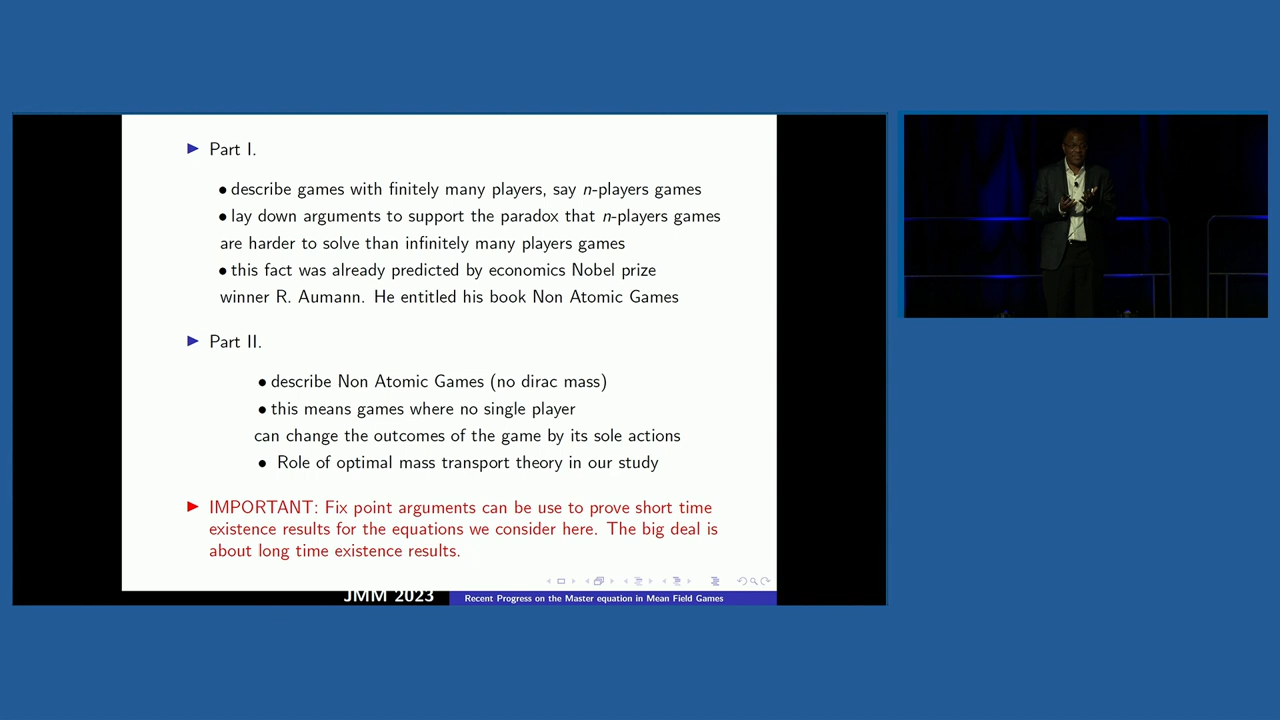 ▶ Part I.
• describe games with finitely many players, say n-players games
• lay down arguments to support the paradox that n-players games
are harder to solve than infinitely many players games
• this fact was already predicted by economics Nobel prize
winner R. Aumann. He entitled his book Non Atomic Games
▶ Part II.
• describe Non Atomic Games (no dirac mass)
• this means games where no single player
can change the outcomes of the game by its sole actions
• Role of optimal mass transport theory in our study
▶ IMPORTANT: Fix point arguments can be use to prove short time
existence results for the equations we consider here. The big deal is
about long time existence results.
JMM 2023
Recent Progress on the Master equation in Mean Field Games